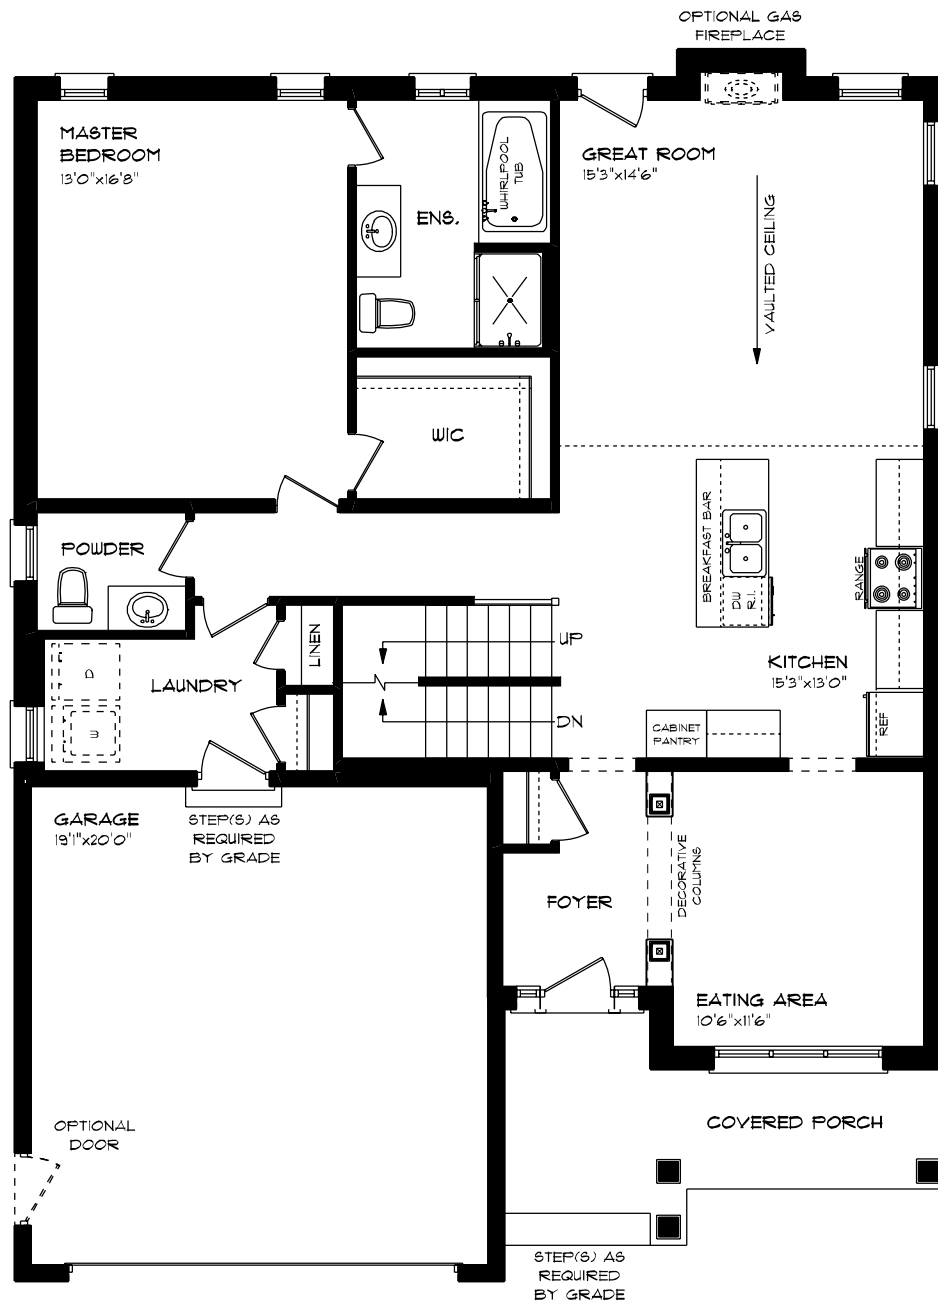 OPTIONAL GAS
FIREPLACE
MASTER
BEDROOM
13'0"x16'8"
ENS.
WHIRLPOOL
TUB
GREAT ROOM
15'3"x14'6"
VAULTED CEILING
WIC
POWDER
BREAKFAST BAR
DW
R.I.
RANGE
LINEN
UP
D
LAUNDRY
KITCHEN
15'3"x13'0"
W
DN
CABINET
PANTRY
REF
GARAGE
19'1"x20'0"
STEP(S) AS
REQUIRED
BY GRADE
DECORATIVE
COLUMNS
FOYER
EATING AREA
10'6"x11'6"
OPTIONAL
DOOR
COVERED PORCH
STEP(S) AS
REQUIRED
BY GRADE